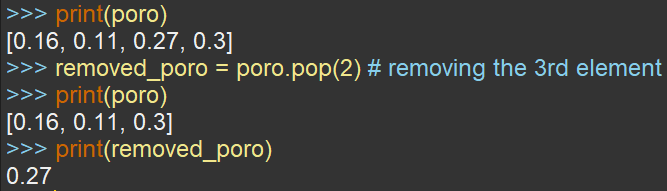 >>> print(poro)
[0.16, 0.11, 0.27, 0.3]
>>> removed_poro = poro.pop(2) # removing the 3rd element
>>> print(poro)
[0.16, 0.11, 0.3]
>>> print(removed_poro)
0.27